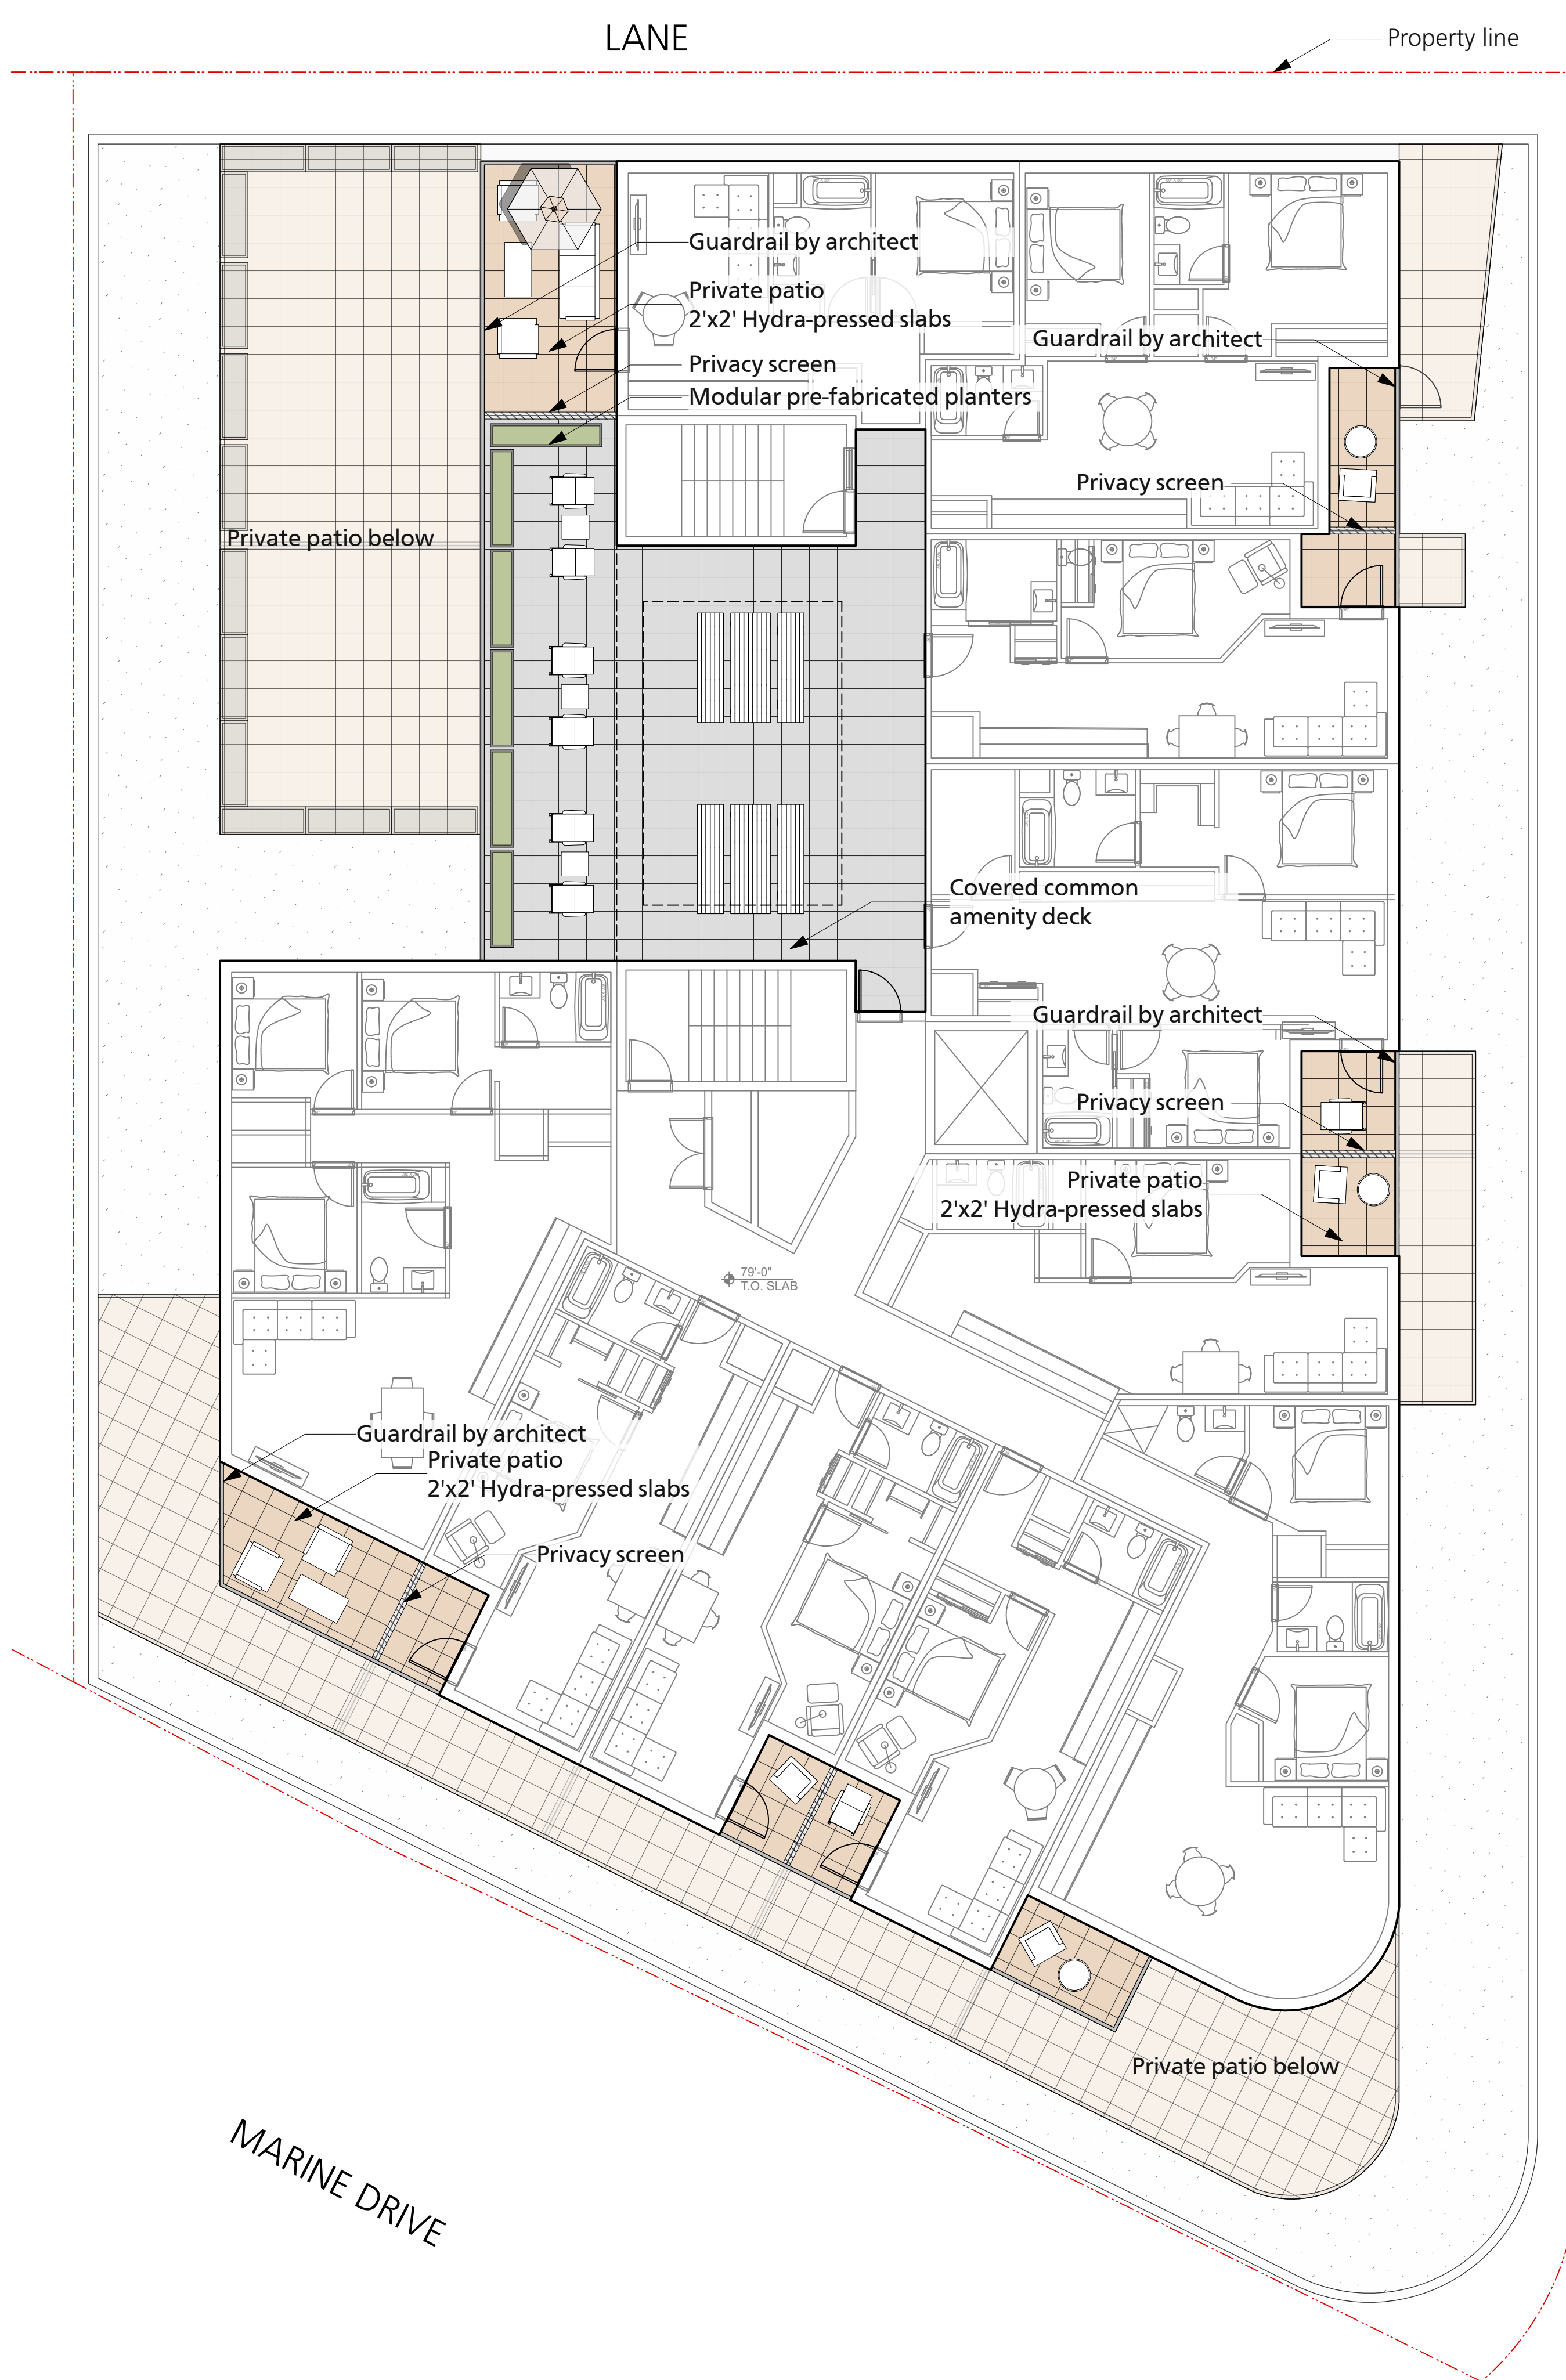 LANE
Property line
Guardrail by architect
Private patio
2'x2' Hydra-pressed slabs
Guardrail by architect
Privacy screen
Modular pre-fabricated planters
Privacy screen
Private patio below
Covered common
amenity deck
Guardrail by architect
Privacy screen
Private patio
2'x2' Hydra-pressed slabs
79'-0"
T.O. SLAB
Guardrail by architect
Private patio
2'x2' Hydra-pressed slabs
Privacy screen
Private patio below
MARINE DRIVE